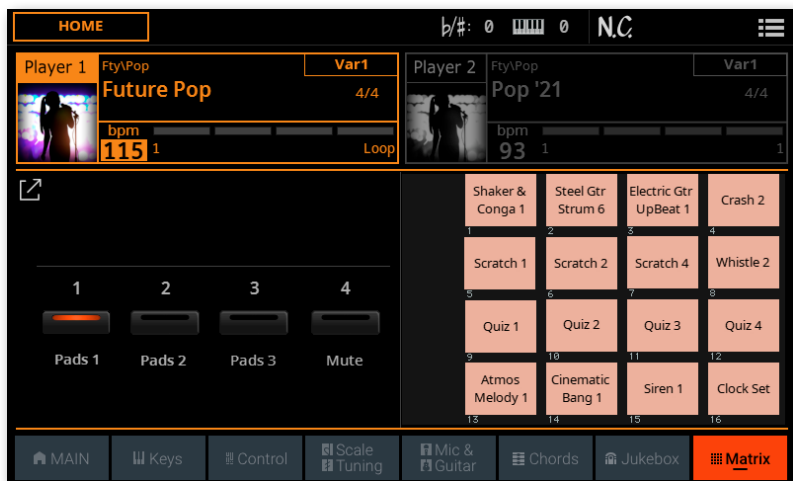 HOME
♭/#: 0
0
N.C.
Player 1
Fty\Pop
Var1
Future Pop
4/4
bpm
115
1
Loop
Player 2
Fty\Pop
Var1
Pop '21
4/4
bpm
93
1
1
1
2
3
4
Pads 1
Pads 2
Pads 3
Mute
Shaker &
Conga 1
1
Steel Gtr
Strum 6
2
Electric Gtr
UpBeat 1
3
Crash 2
4
Scratch 1
5
Scratch 2
6
Scratch 4
7
Whistle 2
8
Quiz 1
9
Quiz 2
10
Quiz 3
11
Quiz 4
12
Atmos
Melody 1
13
Cinematic
Bang 1
14
Siren 1
15
Clock Set
16
MAIN
Keys
Control
Scale
Tuning
Mic &
Guitar
Chords
Jukebox
Matrix